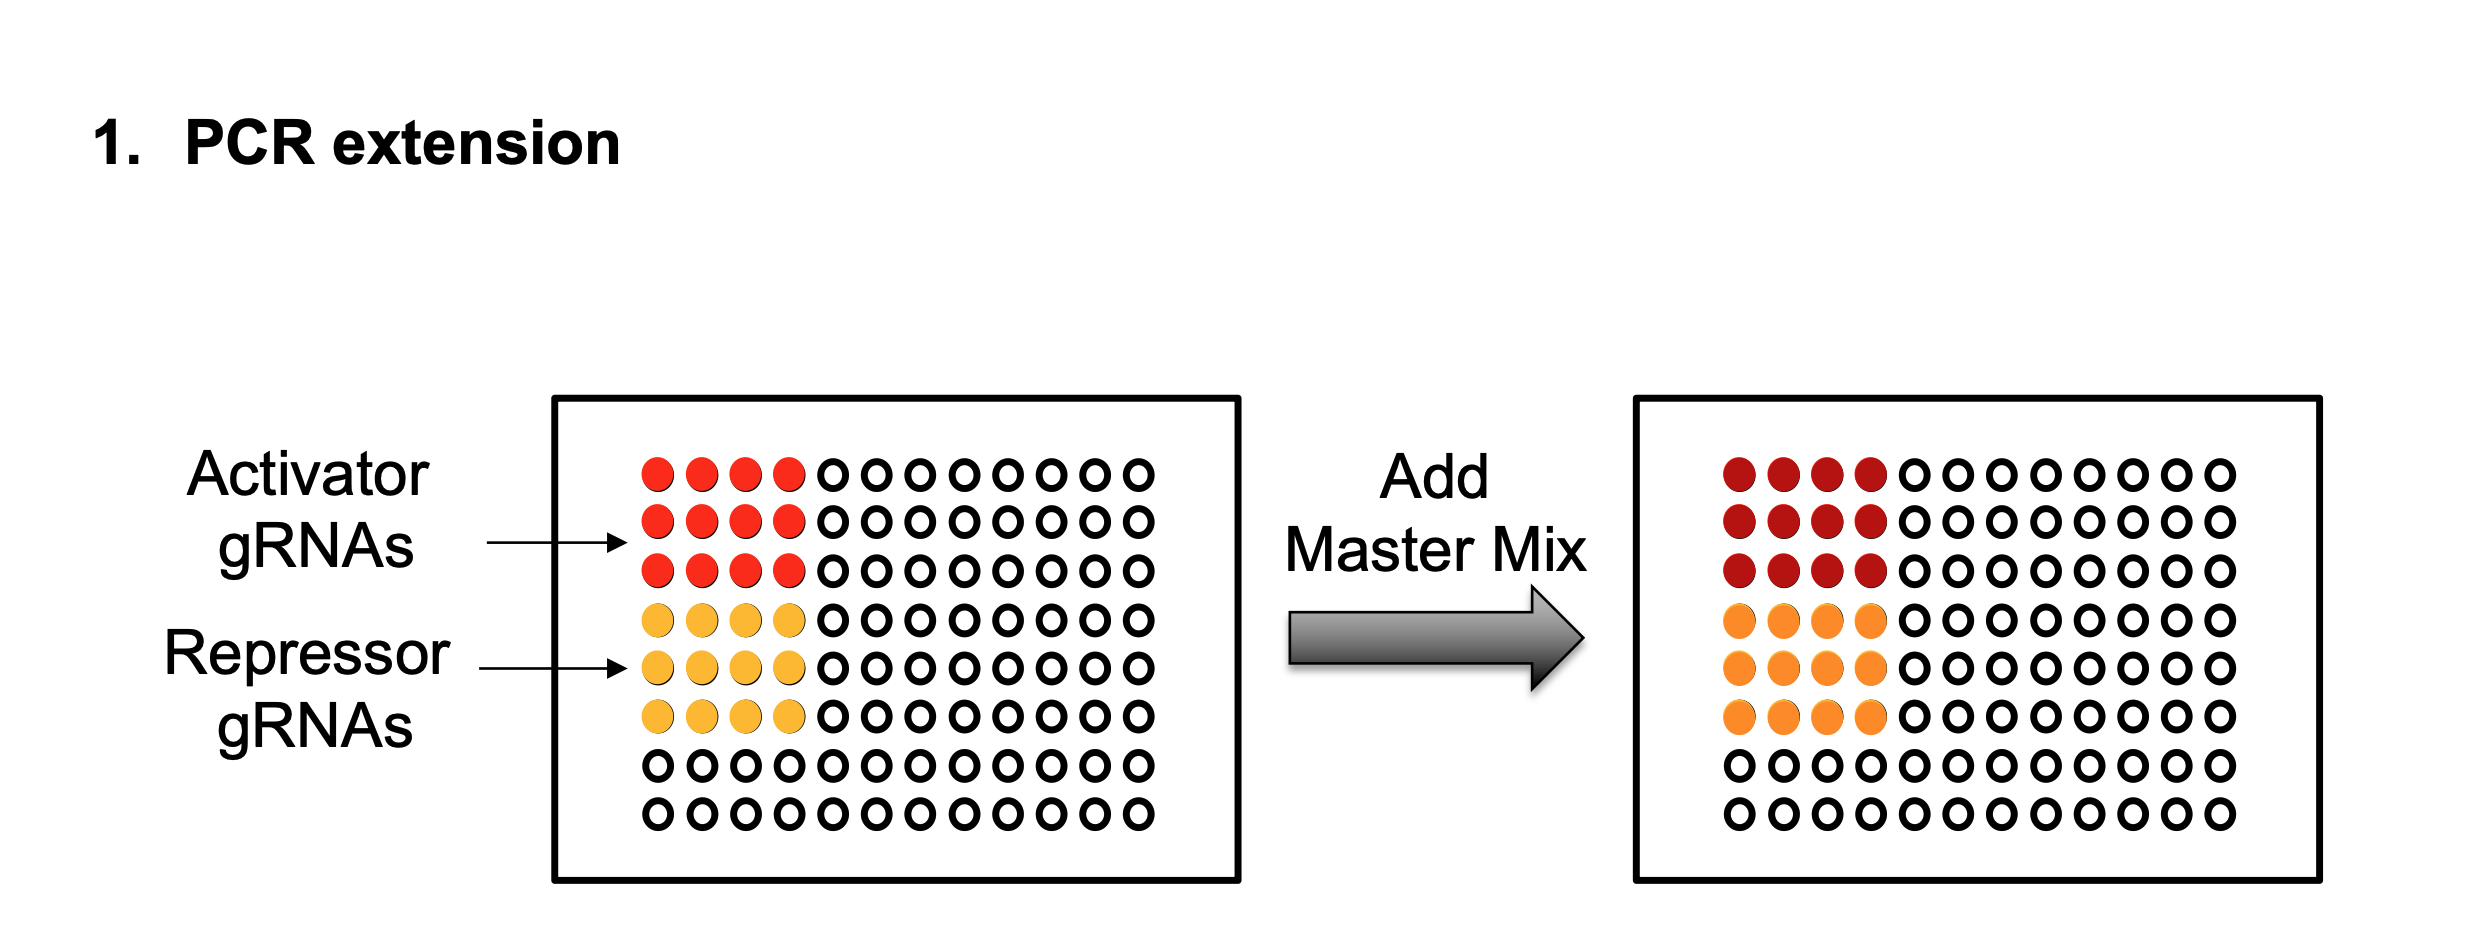 1. PCR extension
Activator
gRNAs
Repressor
gRNAs
Add
Master Mix